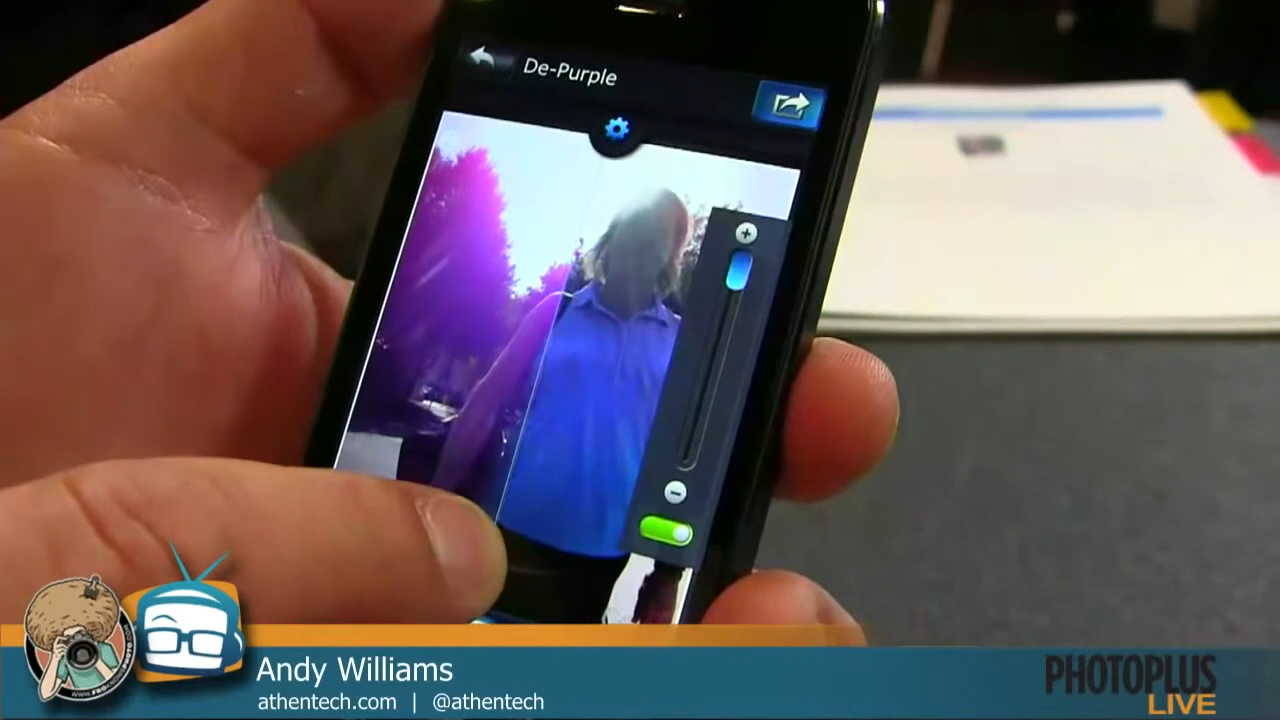 De-Purple
Andy Williams
athentech.com | @athentech
PHOTOPLUS
LIVE